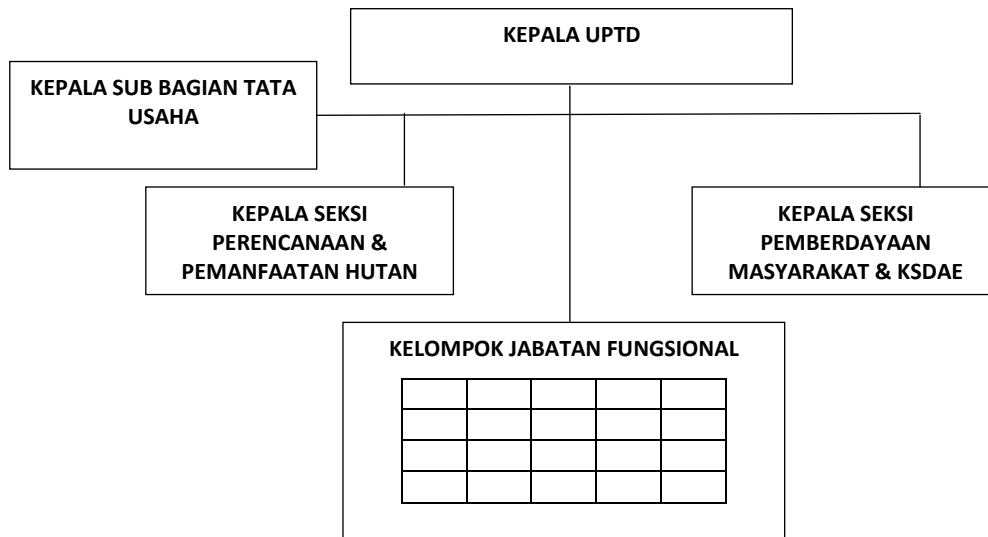 KEPALA UPTD
KEPALA SUB BAGIAN TATA
USAHA
KEPALA SEKSI
PERENCANAAN &
PEMANFAATAN HUTAN
KEPALA SEKSI
PEMBERDAYAAN
MASYARAKAT & KSDAE
KELOMPOK JABATAN FUNGSIONAL